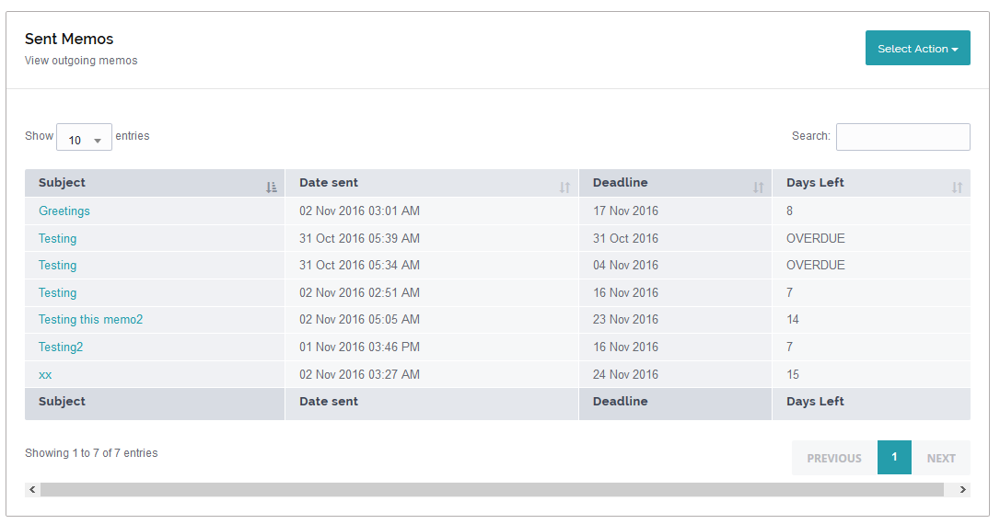 Sent Memos
View outgoing memos
Select Action
Show 10 entries
Search:
Subject Date sent Deadline Days Left
Greetings 02 Nov 2016 03:01 AM 17 Nov 2016 8
Testing 31 Oct 2016 05:39 AM 31 Oct 2016 OVERDUE
Testing 31 Oct 2016 05:34 AM 04 Nov 2016 OVERDUE
Testing 02 Nov 2016 02:51 AM 16 Nov 2016 7
Testing this memo2 02 Nov 2016 05:05 AM 23 Nov 2016 14
Testing2 01 Nov 2016 03:46 PM 16 Nov 2016 7
xx 02 Nov 2016 03:27 AM 24 Nov 2016 15
Subject Date sent Deadline Days Left
Showing 1 to 7 of 7 entries
PREVIOUS 1 NEXT